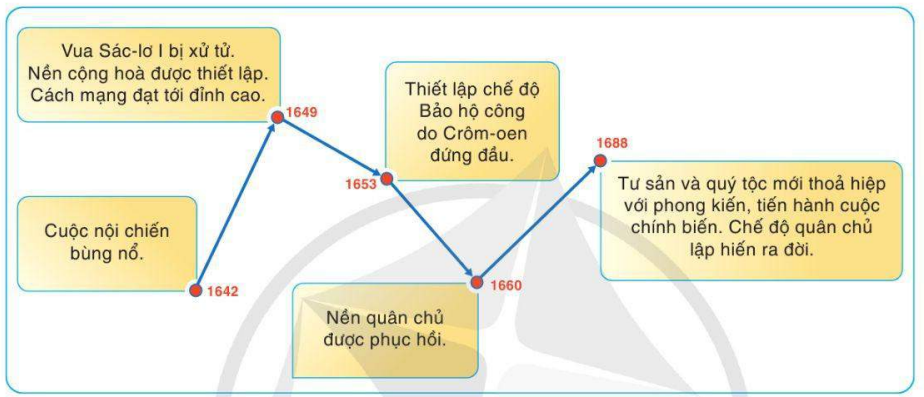 Vua Sác-lơ I bị xử tử.
Nền cộng hoà được thiết lập.
Cách mạng đạt tới đỉnh cao.
1649
Thiết lập chế độ
Bảo hộ công
do Crôm-oen
đứng đầu.
1653
1688
Tư sản và quý tộc mới thoả hiệp
với phong kiến, tiến hành cuộc
chính biến. Chế độ quân chủ
lập hiến ra đời.
Cuộc nội chiến
bùng nổ.
1642
1660
Nền quân chủ
được phục hồi.